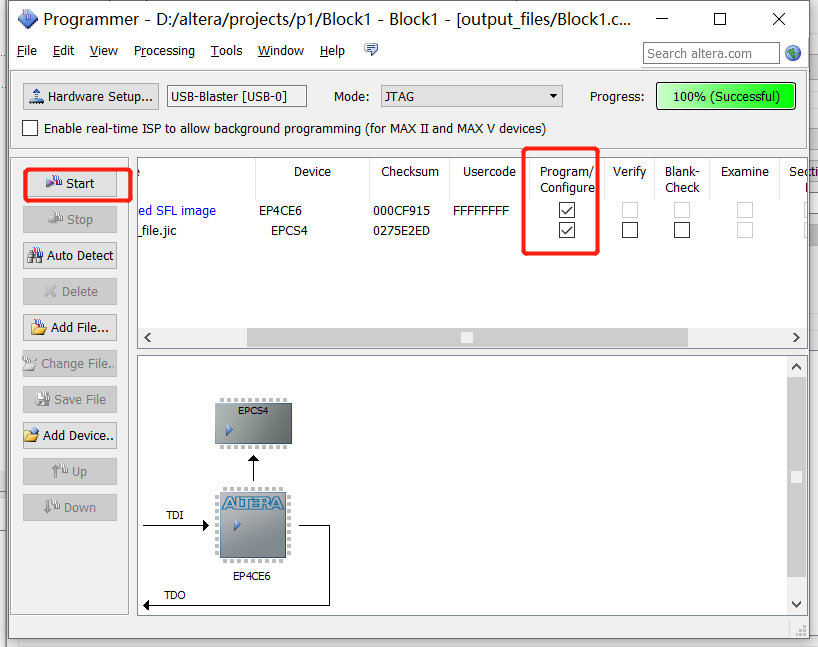 Programmer - D:/altera/projects/p1/Block1 - Block1 - [output_files/Block1.c...
File Edit View Processing Tools Window Help
Search altera.com
Hardware Setup... USB-Blaster [USB-0] Mode: JTAG Progress: 100% (Successful)
Enable real-time ISP to allow background programming (for MAX II and MAX V devices)
Start
Stop
Auto Detect
Delete
Add File...
Change File..
Save File
Add Device..
Up
Down
Device Checksum Usercode Program/ Verify Blank- Examine
Configure Check
ed SFL image EP4CE6 000CF915 FFFFFFFF
_file.jic EPCS4 0275E2ED
EPCS4
ALTERA
TDI
EP4CE6
TDO